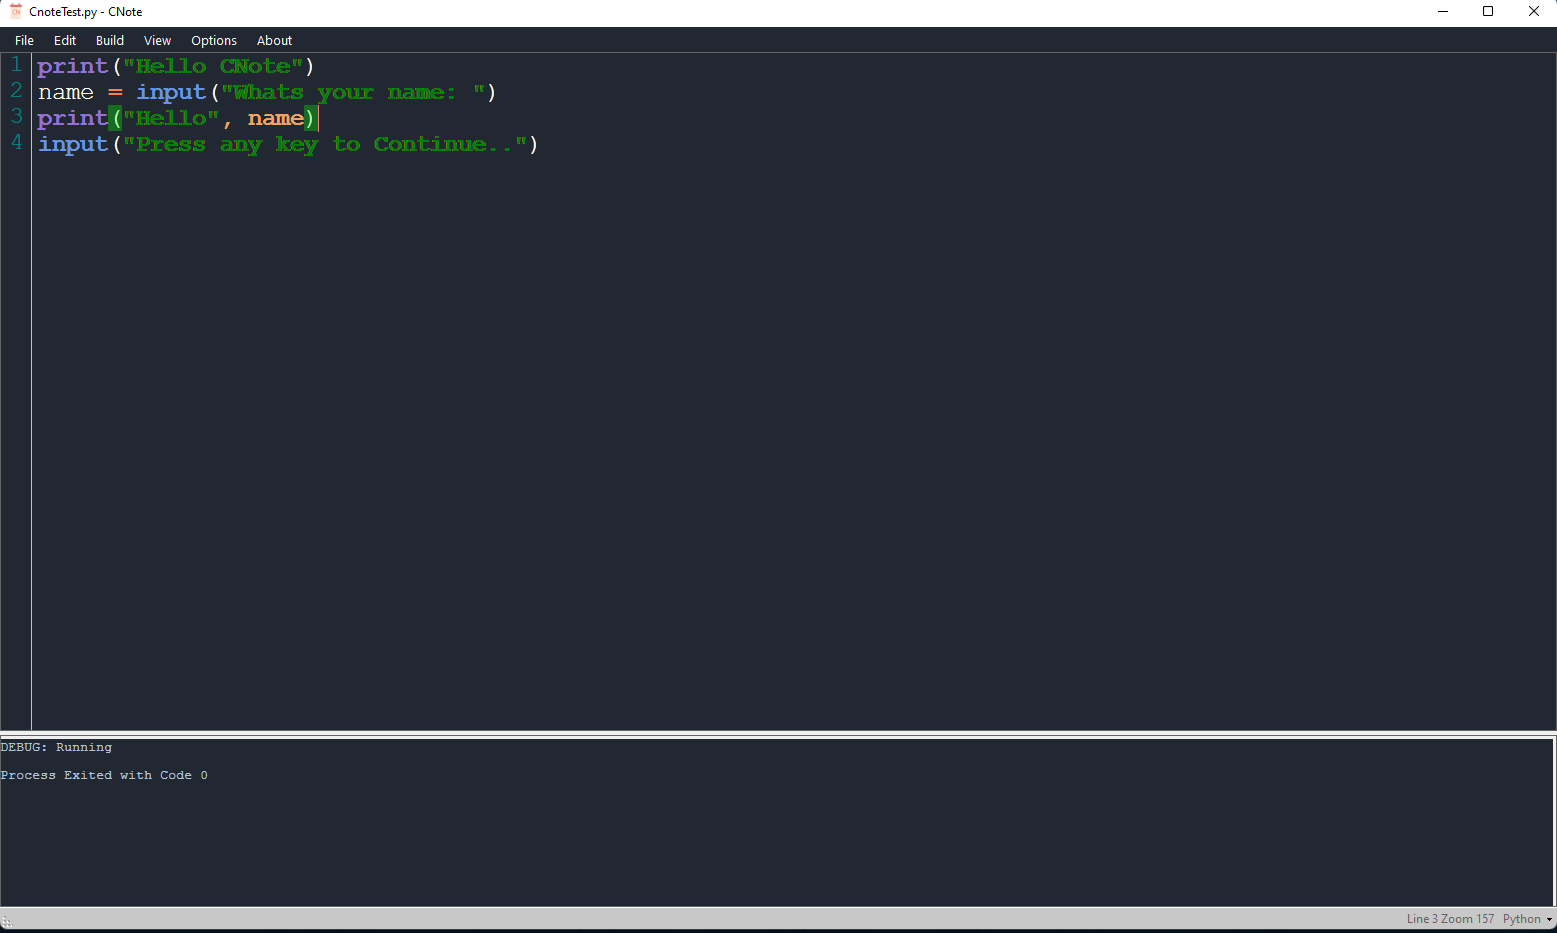 CnoteTest.py - CNote
File Edit Build View Options About
1 print("Hello CNote")
2 name = input("Whats your name: ")
3 print("Hello", name)
4 input("Press any key to Continue..")
DEBUG: Running
Process Exited with Code 0
Line 3 Zoom 157 Python